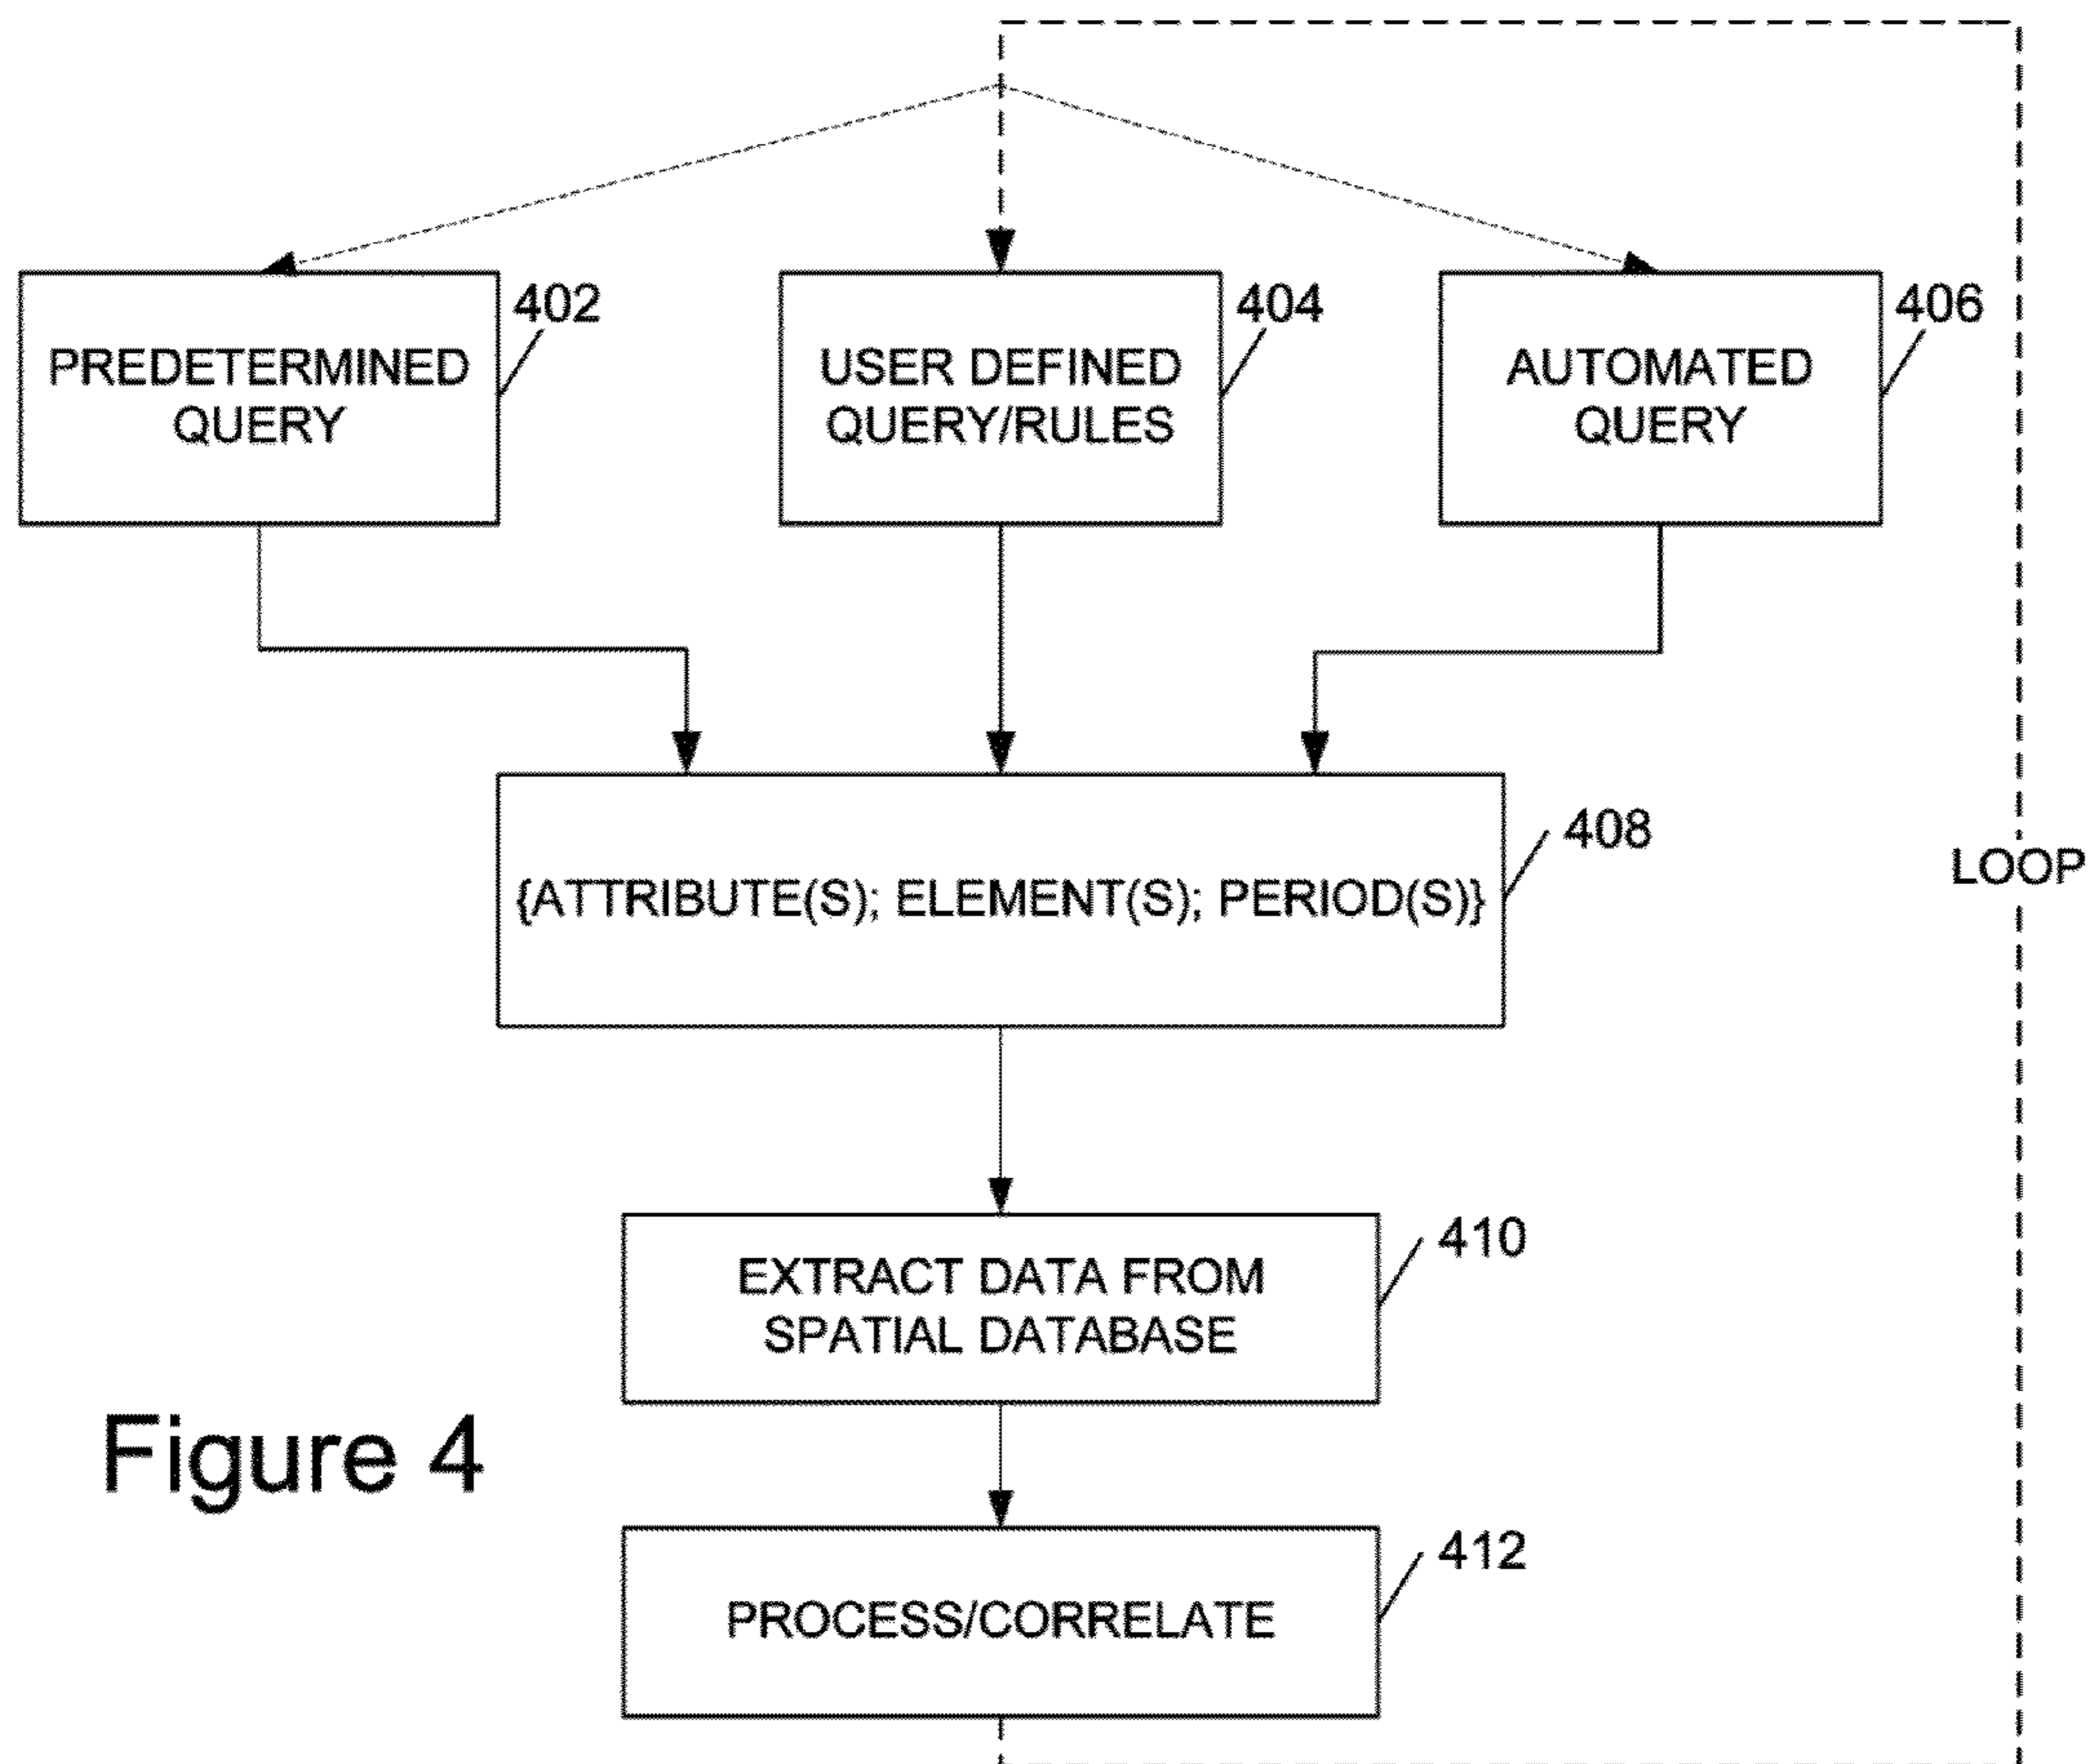 402
PREDETERMINED
QUERY
404
USER DEFINED
QUERY/RULES
406
AUTOMATED
QUERY
408
{ATTRIBUTE(S); ELEMENT(S); PERIOD(S)}
LOOP
410
EXTRACT DATA FROM
SPATIAL DATABASE
Figure 4
412
PROCESS/CORRELATE